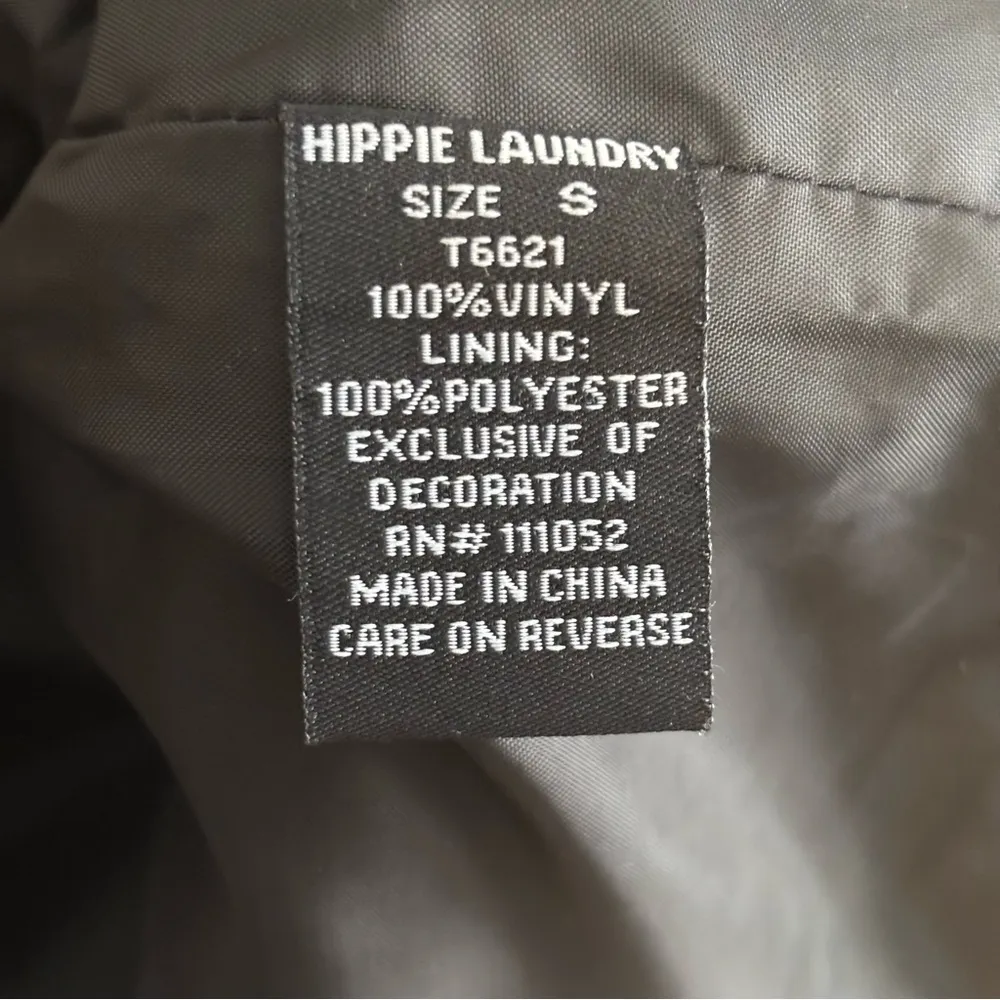 HIPPIE LAUNDRY
SIZE S
T6621
100%VINYL
LINING:
100%POLYESTER
EXCLUSIVE OF
DECORATION
RN# 111052
MADE IN CHINA
CARE ON REVERSE